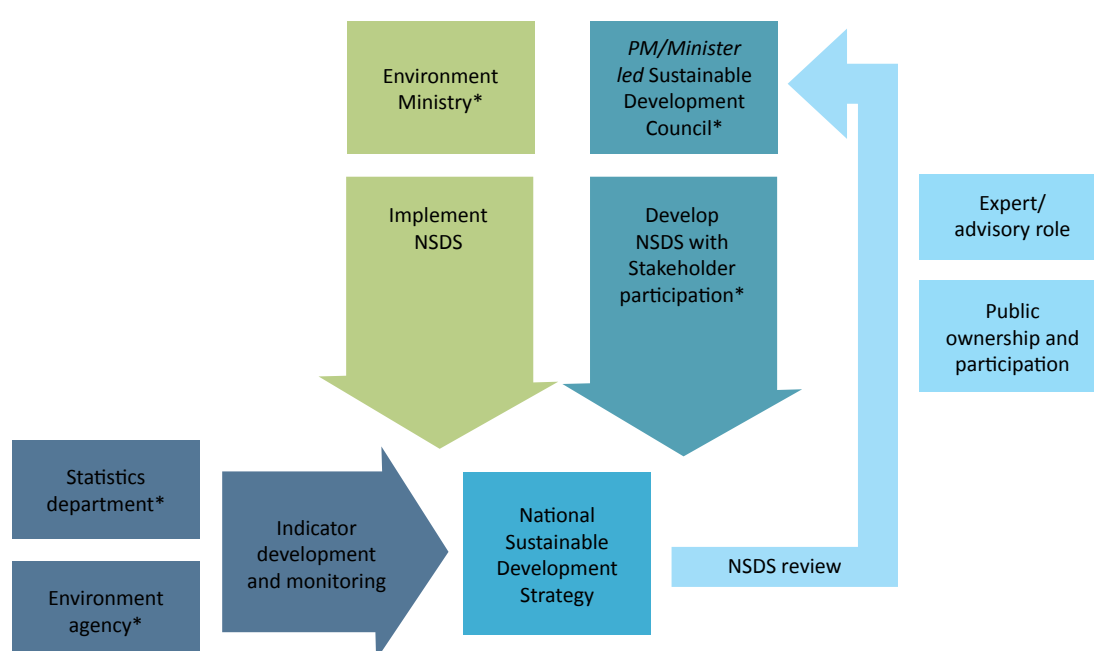 Environment
Ministry*
PM/Minister
led Sustainable
Development
Council*
Implement
NSDS
Develop
NSDS with
Stakeholder
participation*
Expert/
advisory role
Public
ownership and
participation
Statistics
department*
Environment
agency*
Indicator
development
and monitoring
National
Sustainable
Development
Strategy
NSDS review